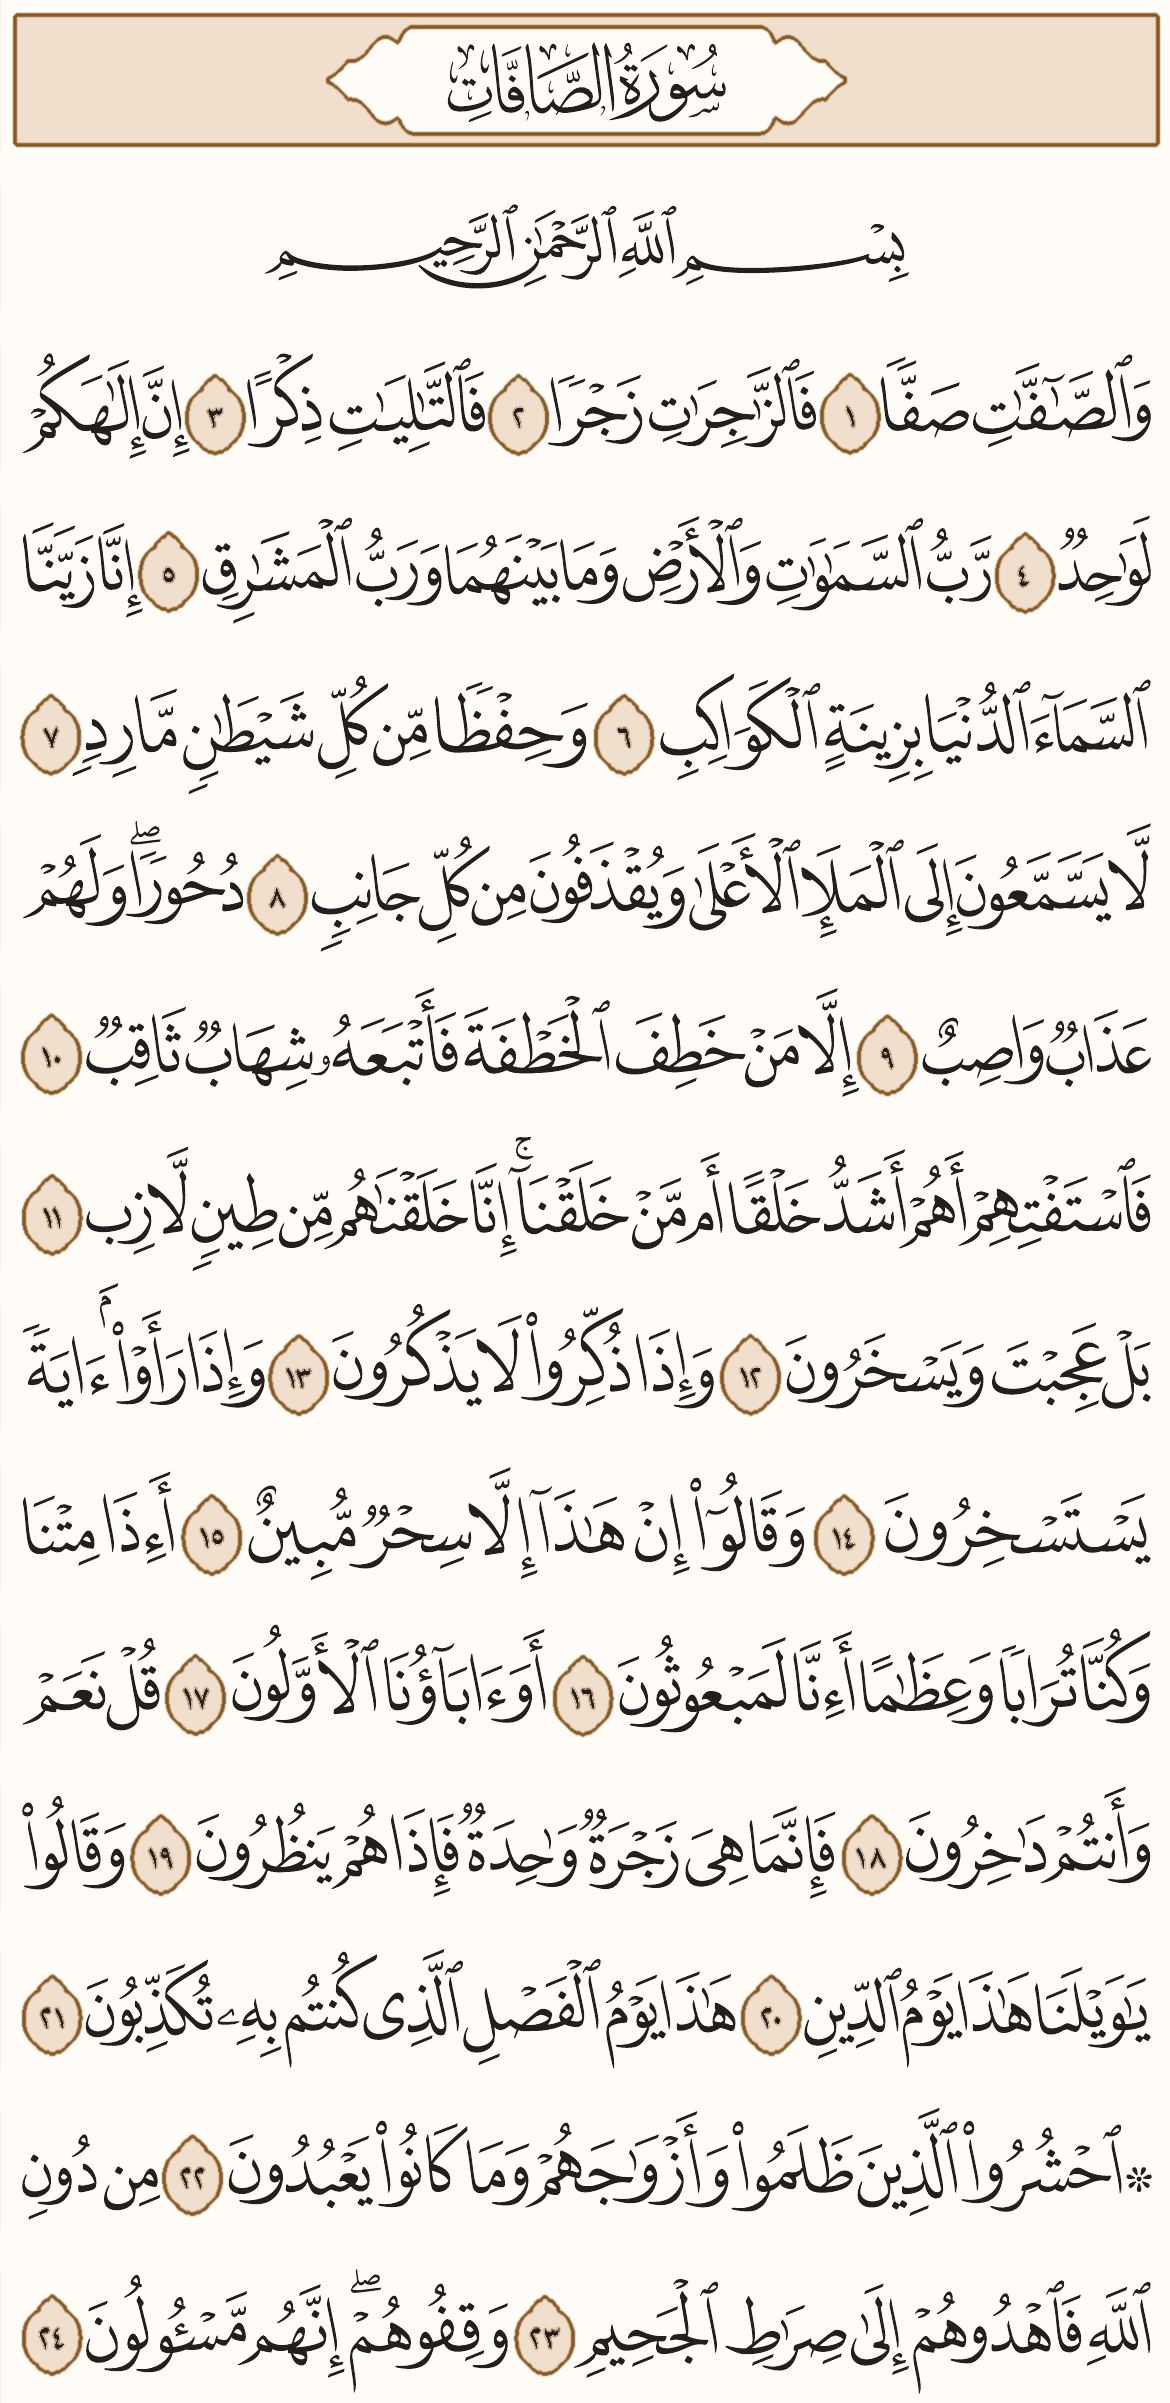 سُورَةُ الصَّافَّاتِ
بِسْمِ ٱللَّهِ ٱلرَّحْمَٰنِ ٱلرَّحِيمِ
وَٱلصَّٰٓفَّٰتِ صَفًّا ١ فَٱلزَّٰجِرَٰتِ زَجْرًا ٢ فَٱلتَّٰلِيَٰتِ ذِكْرًا ٣ إِنَّ إِلَٰهَكُمْ
لَوَٰحِدٌ ٤ رَّبُّ ٱلسَّمَٰوَٰتِ وَٱلْأَرْضِ وَمَا بَيْنَهُمَا وَرَبُّ ٱلْمَشَٰرِقِ ٥ إِنَّا زَيَّنَّا
ٱلسَّمَآءَ ٱلدُّنْيَا بِزِينَةٍ ٱلْكَوَاكِبِ ٦ وَحِفْظًا مِّن كُلِّ شَيْطَٰنٍ مَّارِدٍ ٧
لَّا يَسَّمَّعُونَ إِلَى ٱلْمَلَإِ ٱلْأَعْلَىٰ وَيُقْذَفُونَ مِن كُلِّ جَانِبٍ ٨ دُحُورًا ۖ وَلَهُمْ
عَذَابٌ وَاصِبٌ ٩ إِلَّا مَنْ خَطِفَ ٱلْخَطْفَةَ فَأَتْبَعَهُۥ شِهَابٌ ثَاقِبٌ ١٠
فَٱسْتَفْتِهِمْ أَهُمْ أَشَدُّ خَلْقًا أَم مَّنْ خَلَقْنَآ ۚ إِنَّا خَلَقْنَٰهُم مِّن طِينٍ لَّازِبٍ ١١
بَلْ عَجِبْتَ وَيَسْخَرُونَ ١٢ وَإِذَا ذُكِّرُوا۟ لَا يَذْكُرُونَ ١٣ وَإِذَا رَأَوْا۟ ءَايَةً
يَسْتَسْخِرُونَ ١٤ وَقَالُوٓا۟ إِنْ هَٰذَآ إِلَّا سِحْرٌ مُّبِينٌ ١٥ أَءِذَا مِتْنَا
وَكُنَّا تُرَابًا وَعِظَٰمًا أَءِنَّا لَمَبْعُوثُونَ ١٦ أَوَءَابَآؤُنَا ٱلْأَوَّلُونَ ١٧ قُلْ نَعَمْ
وَأَنتُمْ دَٰخِرُونَ ١٨ فَإِنَّمَا هِىَ زَجْرَةٌ وَٰحِدَةٌ فَإِذَا هُمْ يَنظُرُونَ ١٩ وَقَالُوا۟
يَٰوَيْلَنَا هَٰذَا يَوْمُ ٱلدِّينِ ٢٠ هَٰذَا يَوْمُ ٱلْفَصْلِ ٱلَّذِى كُنتُم بِهِۦ تُكَذِّبُونَ ٢١
* ٱحْشُرُوا۟ ٱلَّذِينَ ظَلَمُوا۟ وَأَزْوَٰجَهُمْ وَمَا كَانُوا۟ يَعْبُدُونَ ٢٢ مِن دُونِ
ٱللَّهِ فَٱهْدُوهُمْ إِلَىٰ صِرَٰطِ ٱلْجَحِيمِ ٢٣ وَقِفُوهُمْ ۖ إِنَّهُم مَّسْـُٔولُونَ ٢٤